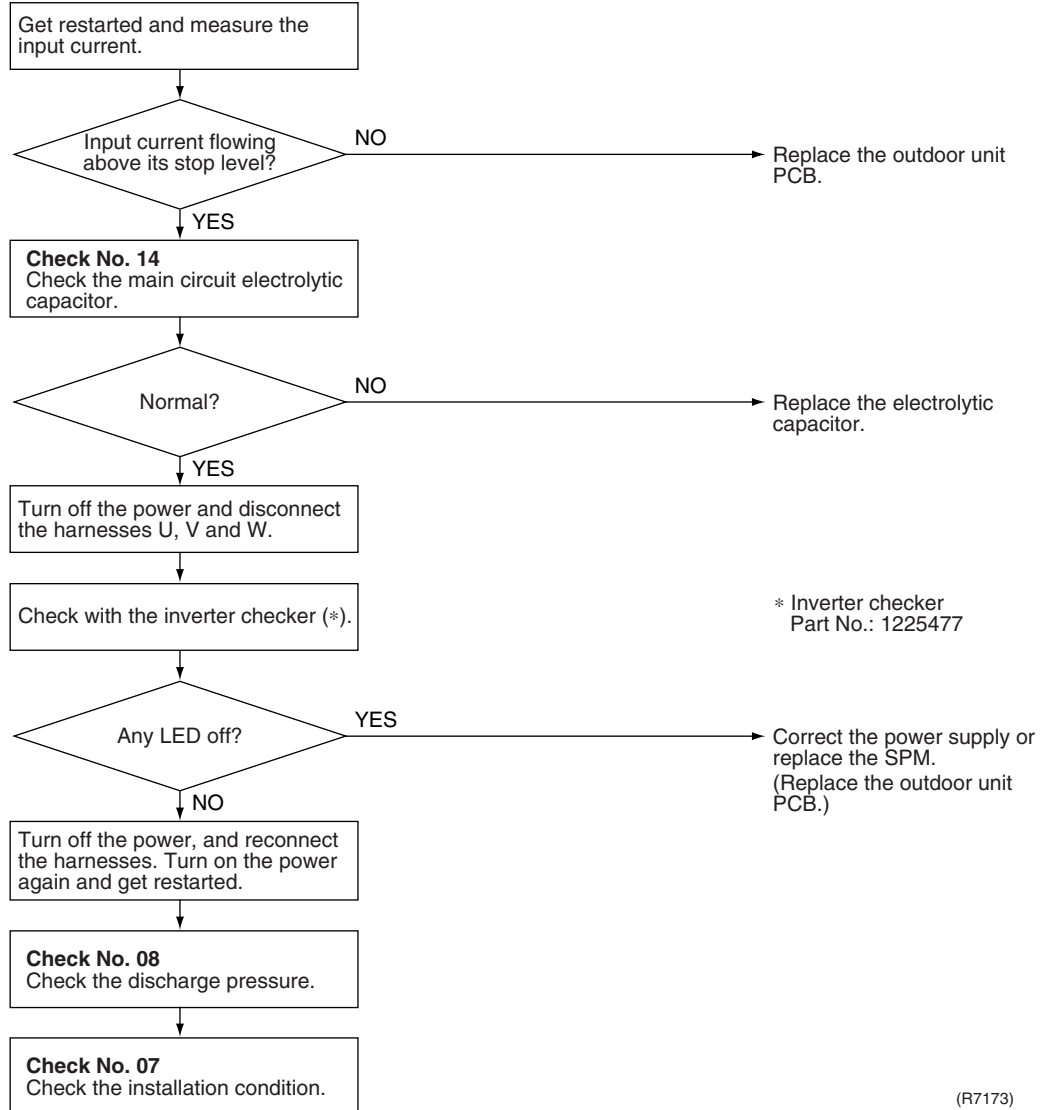 Get restarted and measure the
input current.
Input current flowing
above its stop level?
NO
Replace the outdoor unit
PCB.
YES
Check No. 14
Check the main circuit electrolytic
capacitor.
Normal?
NO
Replace the electrolytic
capacitor.
YES
Turn off the power and disconnect
the harnesses U, V and W.
Check with the inverter checker (*).
* Inverter checker
Part No.: 1225477
Any LED off?
YES
Correct the power supply or
replace the SPM.
(Replace the outdoor unit
PCB.)
NO
Turn off the power, and reconnect
the harnesses. Turn on the power
again and get restarted.
Check No. 08
Check the discharge pressure.
Check No. 07
Check the installation condition.
(R7173)